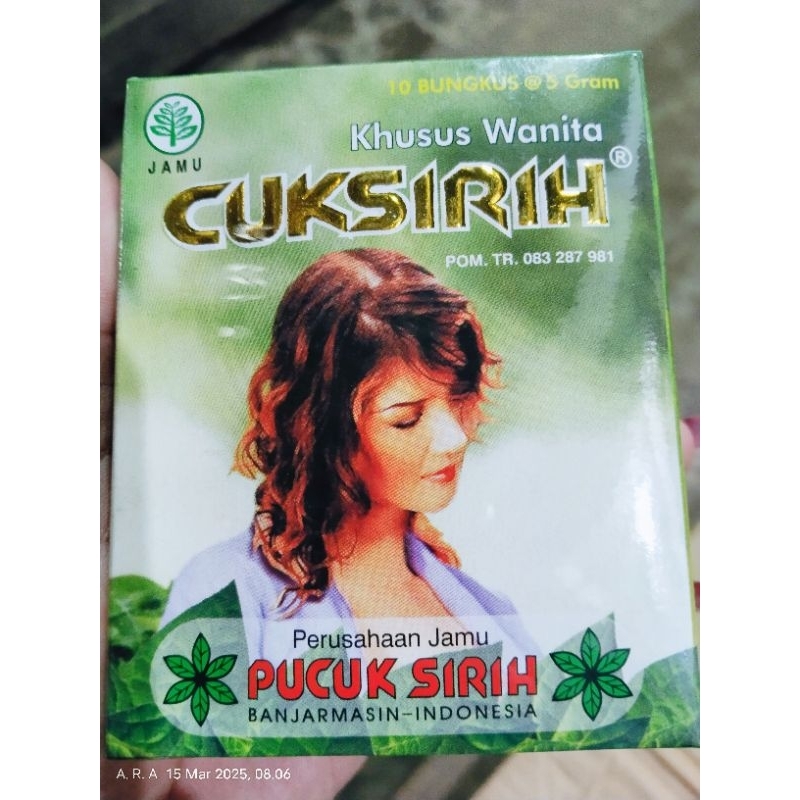 10 BUNGKUS @ 5 Gram
Khusus Wanita
JAMU
CUKSIRIH®
POM. TR. 083 287 981
Perusahaan Jamu
PUCUK SIRIH
BANJARMASIN-INDONESIA
A.R.A 15 Mar 2025, 08.06